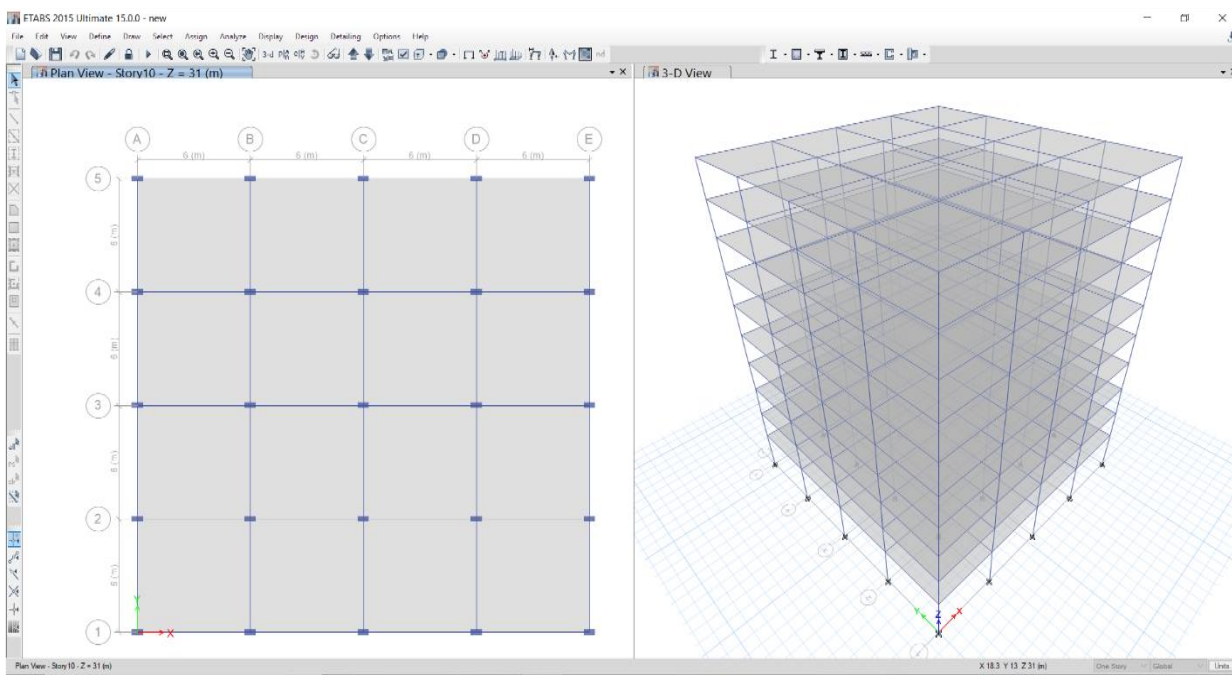 ETABS 2015 Ultimate 15.0.0 - new
File Edit View Define Draw Select Assign Analyze Display Design Detailing Options Help
3-d
Plan View - Story10 - Z = 31 (m)
3-D View
A B C D E
6 (m) 6 (m) 6 (m) 6 (m)
5
6 (m)
4
6 (m)
3
6 (m)
2
6 (m)
1
Y
X
Y Z X
Plan View - Story10 - Z = 31 (m)
X 18.3 Y 13 Z 31 (m)
One Story
Global
Units